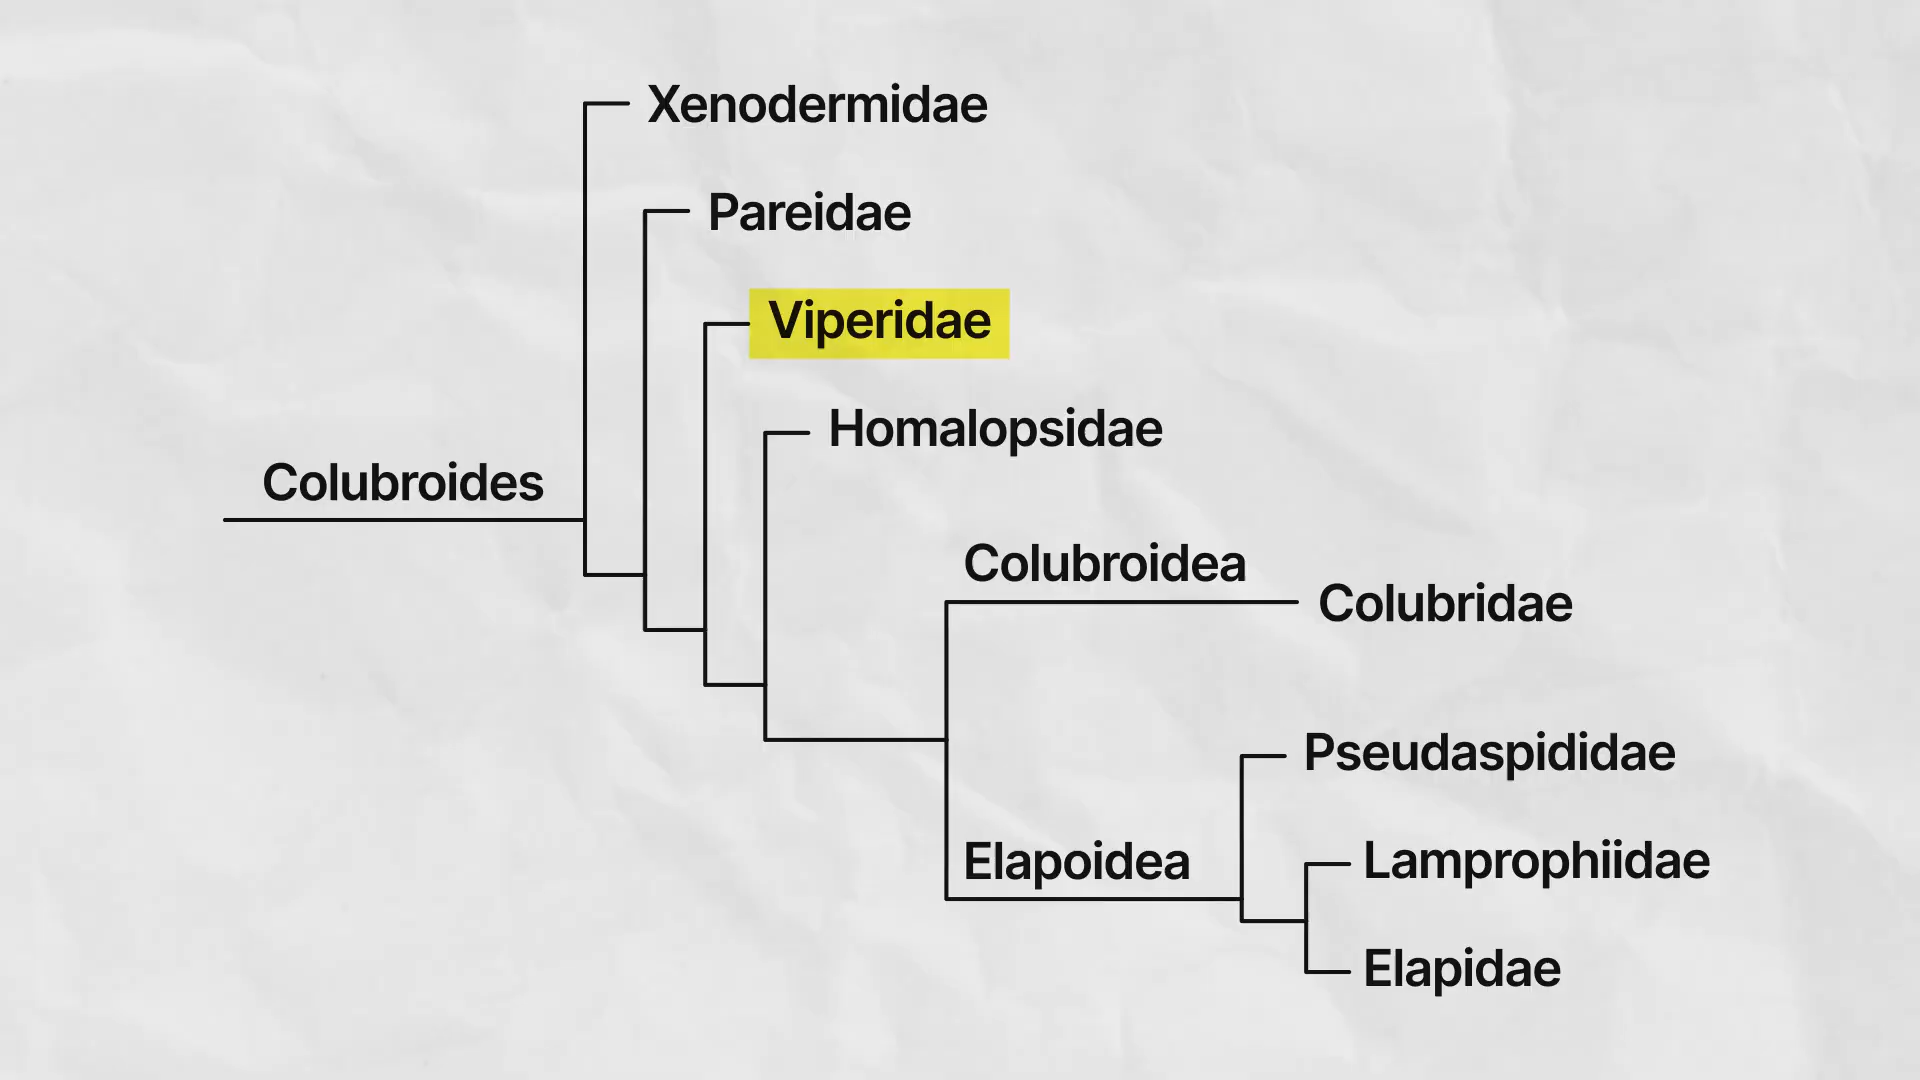 Xenodermidae
Pareidae
Viperidae
Homalopsidae
Colubroides
Colubroidea
Colubridae
Pseudaspididae
Elapoidea
Lamprophiidae
Elapidae